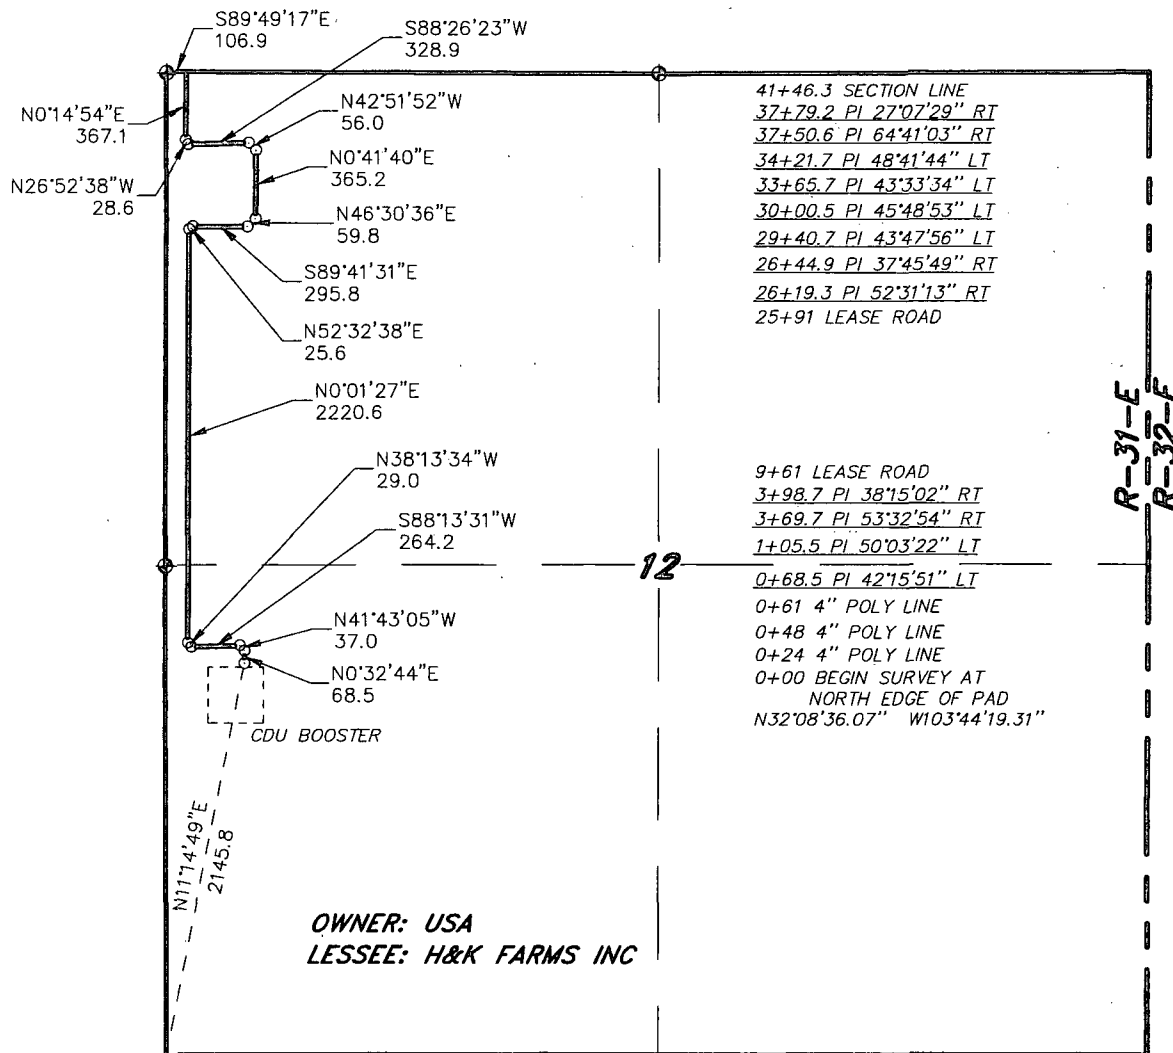 S89°49'17"E
106.9
S88°26'23"W
328.9
N42°51'52"W
56.0
N0°14'54"E
367.1
N0°41'40"E
365.2
N26°52'38"W
28.6
N46°30'36"E
59.8
S89°41'31"E
295.8
N52°32'38"E
25.6
N0°01'27"E
2220.6
N38°13'34"W
29.0
S88°13'31"W
264.2
N41°43'05"W
37.0
N0°32'44"E
68.5
CDU BOOSTER
N11°14'49"E
2145.8
OWNER: USA
LESSEE: H&K FARMS INC
12
41+46.3 SECTION LINE
37+79.2 PI 27°07'29" RT
37+50.6 PI 64°41'03" RT
34+21.7 PI 48°41'44" LT
33+65.7 PI 43°33'34" LT
30+00.5 PI 45°48'53" LT
29+40.7 PI 43°47'56" LT
26+44.9 PI 37°45'49" RT
26+19.3 PI 52°31'13" RT
25+91 LEASE ROAD
9+61 LEASE ROAD
3+98.7 PI 38°15'02" RT
3+69.7 PI 53°32'54" RT
1+05.5 PI 50°03'22" LT
0+68.5 PI 42°15'51" LT
0+61 4" POLY LINE
0+48 4" POLY LINE
0+24 4" POLY LINE
0+00 BEGIN SURVEY AT
NORTH EDGE OF PAD
N32°08'36.07" W103°44'19.31"
R-31-E
R-32-E